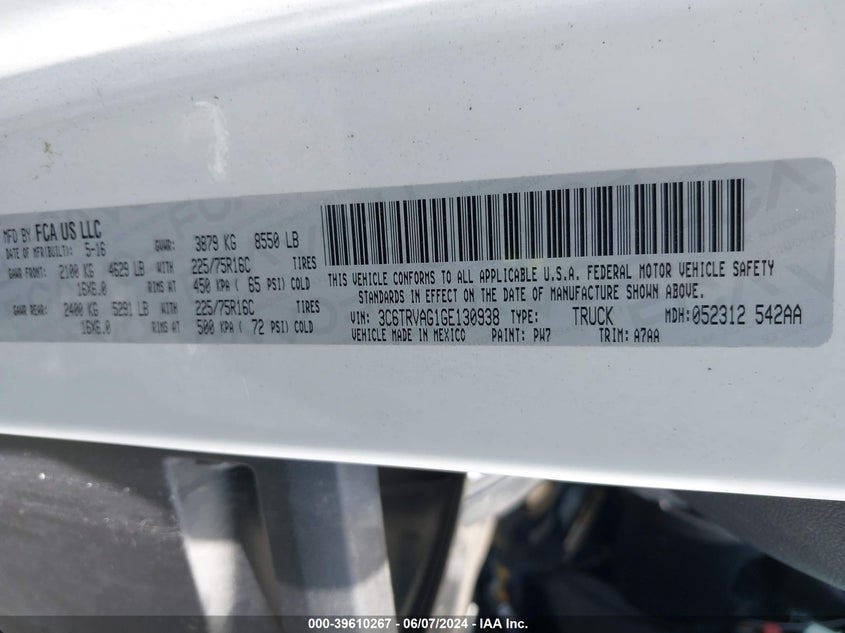 MFD BY FCA US LLC
DATE OF MFR(BUILT): 5-16 GVWR: 3879 KG 8550 LB
GAWR FRONT: 2100 KG 4629 LB WITH 225/75R16C TIRES
16X6.0 RIMS AT 450 KPA ( 65 PSI) COLD
GAWR REAR: 2400 KG 5291 LB WITH 225/75R16C TIRES
16X6.0 RIMS AT 500 KPA ( 72 PSI) COLD
THIS VEHICLE CONFORMS TO ALL APPLICABLE U.S.A. FEDERAL MOTOR VEHICLE SAFETY
STANDARDS IN EFFECT ON THE DATE OF MANUFACTURE SHOWN ABOVE.
VIN: 3C6TRVAG1GE130938 TYPE: TRUCK MDH: 052312 542AA
VEHICLE MADE IN MEXICO PAINT: PW7 TRIM: A7AA
000-39610267 - 06/07/2024 - IAA Inc.